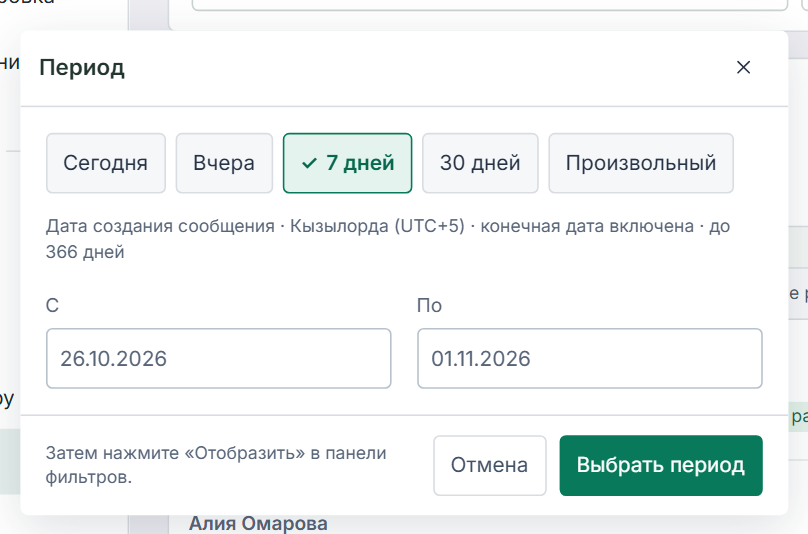 Период
Сегодня
Вчера
7 дней
30 дней
Произвольный
Дата создания сообщения · Кызылорда (UTC+5) · конечная дата включена · до
366 дней
С
По
26.10.2026
01.11.2026
Затем нажмите «Отобразить» в панели
фильтров.
Отмена
Выбрать период
Алия Омарова